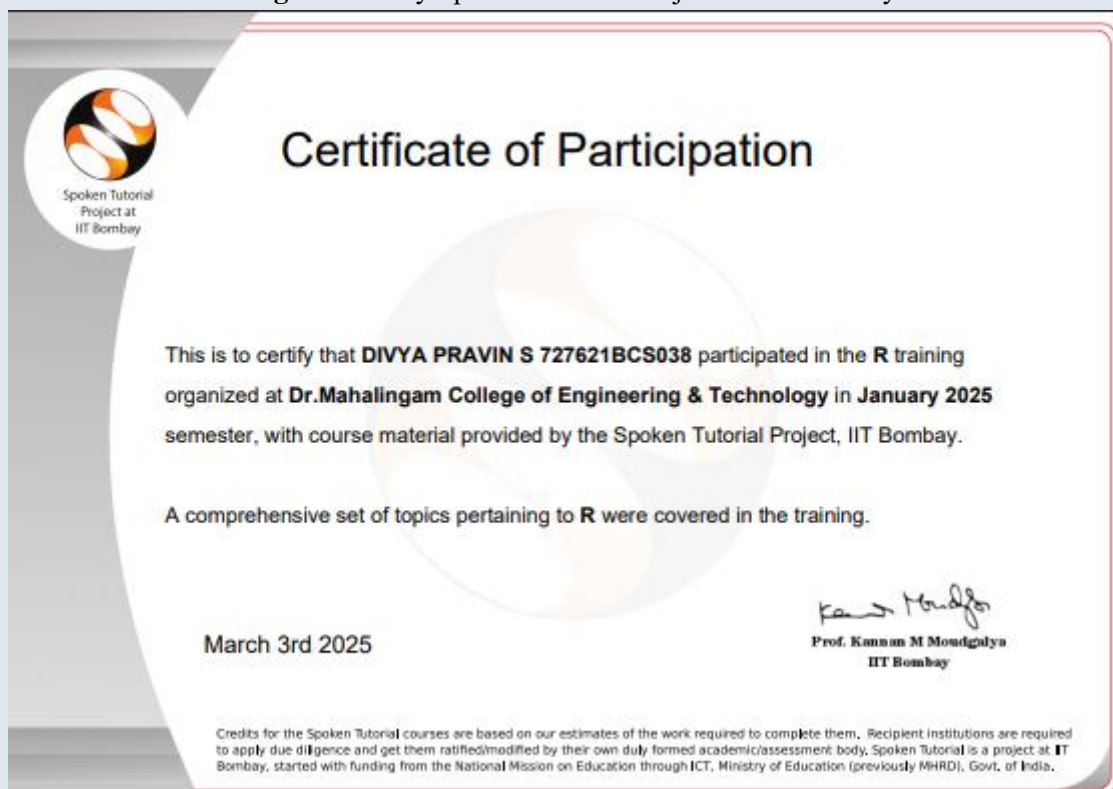 Spoken Tutorial
Project at
IIT Bombay
Certificate of Participation
This is to certify that DIVYA PRAVIN S 727621BCS038 participated in the R training
organized at Dr.Mahalingam College of Engineering & Technology in January 2025
semester, with course material provided by the Spoken Tutorial Project, IIT Bombay.
A comprehensive set of topics pertaining to R were covered in the training.
March 3rd 2025
Prof. Kannan M Moudgalya
IIT Bombay
Credits for the Spoken Tutorial courses are based on our estimates of the work required to complete them. Recipient institutions are required
to apply due diligence and get them ratified/modified by their own duly formed academic/assessment body. Spoken Tutorial is a project at IIT
Bombay, started with funding from the National Mission on Education through ICT, Ministry of Education (previously MHRD), Govt. of India.